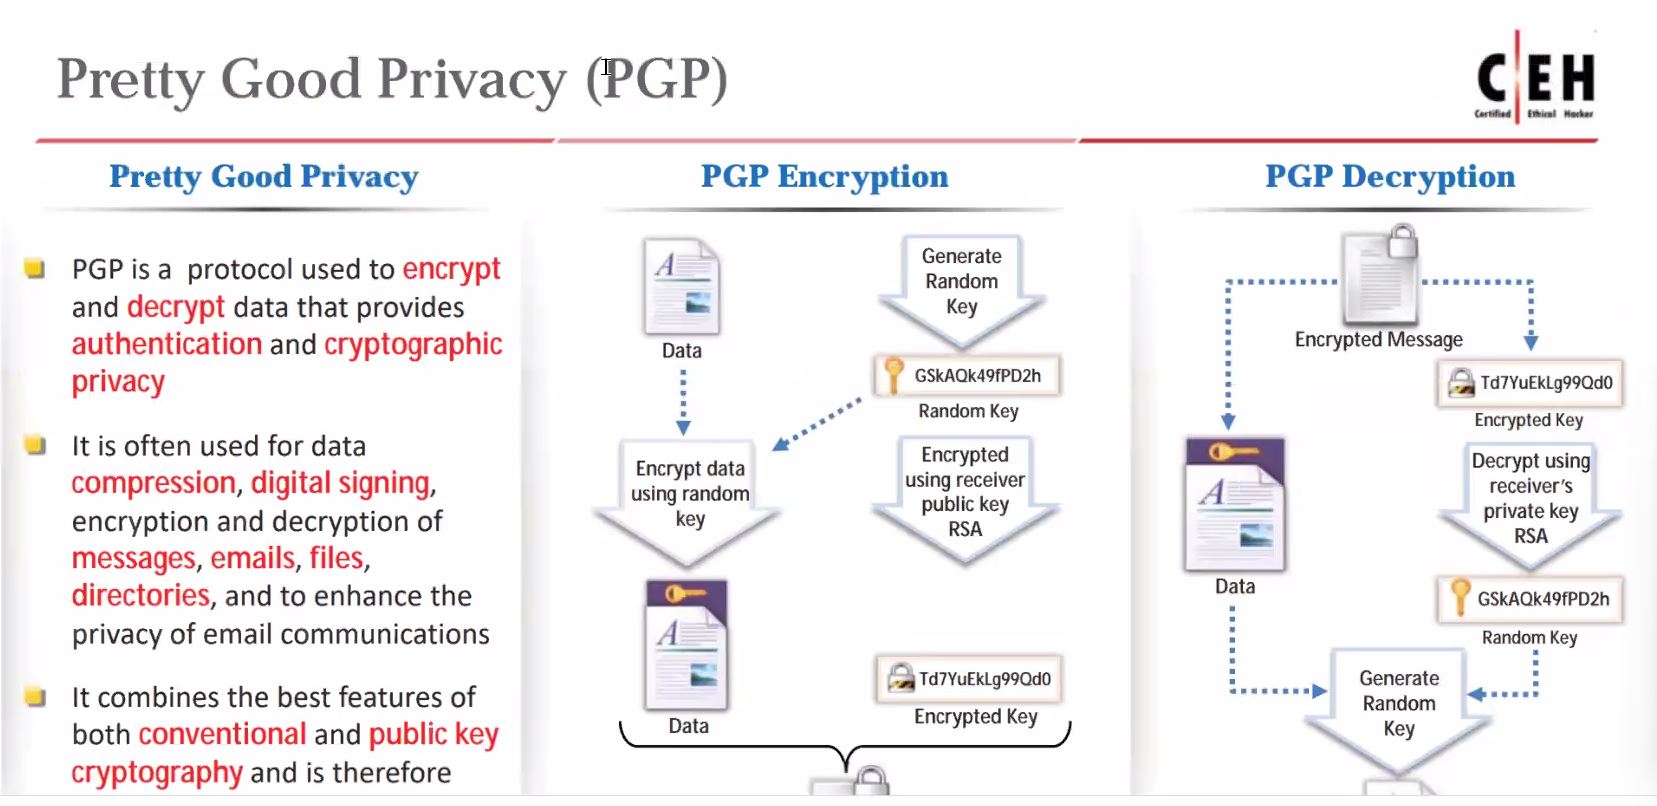 Pretty Good Privacy (PGP)
C EH
Certified Ethical Hacker
Pretty Good Privacy
PGP is a protocol used to encrypt
and decrypt data that provides
authentication and cryptographic
privacy
It is often used for data
compression, digital signing,
encryption and decryption of
messages, emails, files,
directories, and to enhance the
privacy of email communications
It combines the best features of
both conventional and public key
cryptography and is therefore
PGP Encryption
A
Data
Generate
Random
Key
GSkAQk49fPD2h
Random Key
Encrypt data
using random
key
Encrypted
using receiver
public key
RSA
A
Data
Td7YuEkLg99Qd0
Encrypted Key
PGP Decryption
Encrypted Message
Td7YuEkLg99Qd0
Encrypted Key
A
Data
Decrypt using
receiver's
private key
RSA
GSkAQk49fPD2h
Random Key
Generate
Random
Key